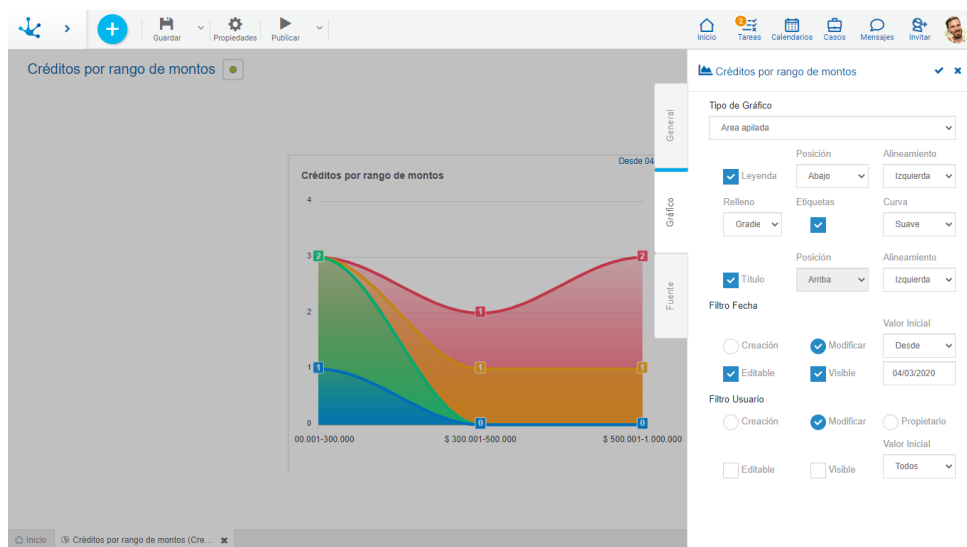 Guardar
Propiedades
Publicar
Inicio
2
Tareas
Calendarios
Casos
Mensajes
Invitar
Créditos por rango de montos
Créditos por rango de montos
General
Gráfico
Fuente
Tipo de Gráfico
Area apilada
Posición
Alineamiento
Leyenda
Abajo
Izquierda
Relleno
Etiquetas
Curva
Gradie
Suave
Posición
Alineamiento
Título
Arriba
Izquierda
Filtro Fecha
Valor Inicial
Creación
Modificar
Desde
Editable
Visible
04/03/2020
Filtro Usuario
Creación
Modificar
Propietario
Valor Inicial
Editable
Visible
Todos
Desde 04
Créditos por rango de montos
4
3
2
1
0
2
1
1
1
0
2
1
0
00.001-300.000
$ 300.001-500.000
$ 500.001-1.000.000
Inicio
Créditos por rango de montos (Cre...